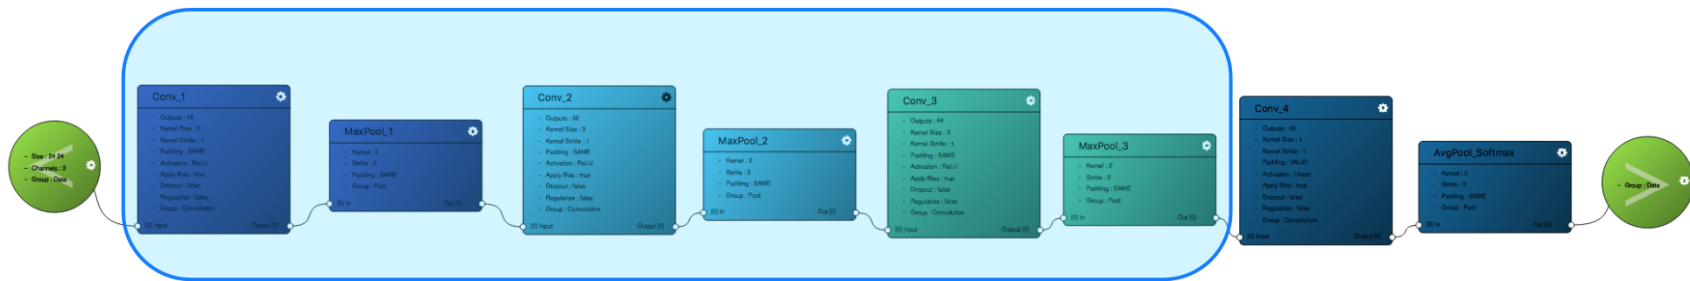 - Size : 24 24
- Channels : 3
- Group : Data
Conv_1
- Outputs : 16
- Kernel Size : 3
- Kernel Stride : 1
- Padding : SAME
- Activation : ReLU
- Apply Bias : true
- Dropout : false
- Regularize : false
- Group : Convolution
[0] Input
Output [0]
MaxPool_1
- Kernel : 2
- Stride : 2
- Padding : SAME
- Group : Pool
[0] In
Out [0]
Conv_2
- Outputs : 32
- Kernel Size : 3
- Kernel Stride : 1
- Padding : SAME
- Activation : ReLU
- Apply Bias : true
- Dropout : false
- Regularize : false
- Group : Convolution
[0] Input
Output [0]
MaxPool_2
- Kernel : 2
- Stride : 2
- Padding : SAME
- Group : Pool
[0] In
Out [0]
Conv_3
- Outputs : 64
- Kernel Size : 3
- Kernel Stride : 1
- Padding : SAME
- Activation : ReLU
- Apply Bias : true
- Dropout : false
- Regularize : false
- Group : Convolution
[0] Input
Output [0]
MaxPool_3
- Kernel : 2
- Stride : 2
- Padding : SAME
- Group : Pool
[0] In
Out [0]
Conv_4
- Outputs : 43
- Kernel Size : 1
- Kernel Stride : 1
- Padding : VALID
- Activation : Linear
- Apply Bias : true
- Dropout : false
- Regularize : false
- Group : Convolution
[0] Input
Output [0]
AvgPool_Softmax
- Kernel : 3
- Stride : 3
- Padding : SAME
- Group : Pool
[0] In
Out [0]
- Group : Data